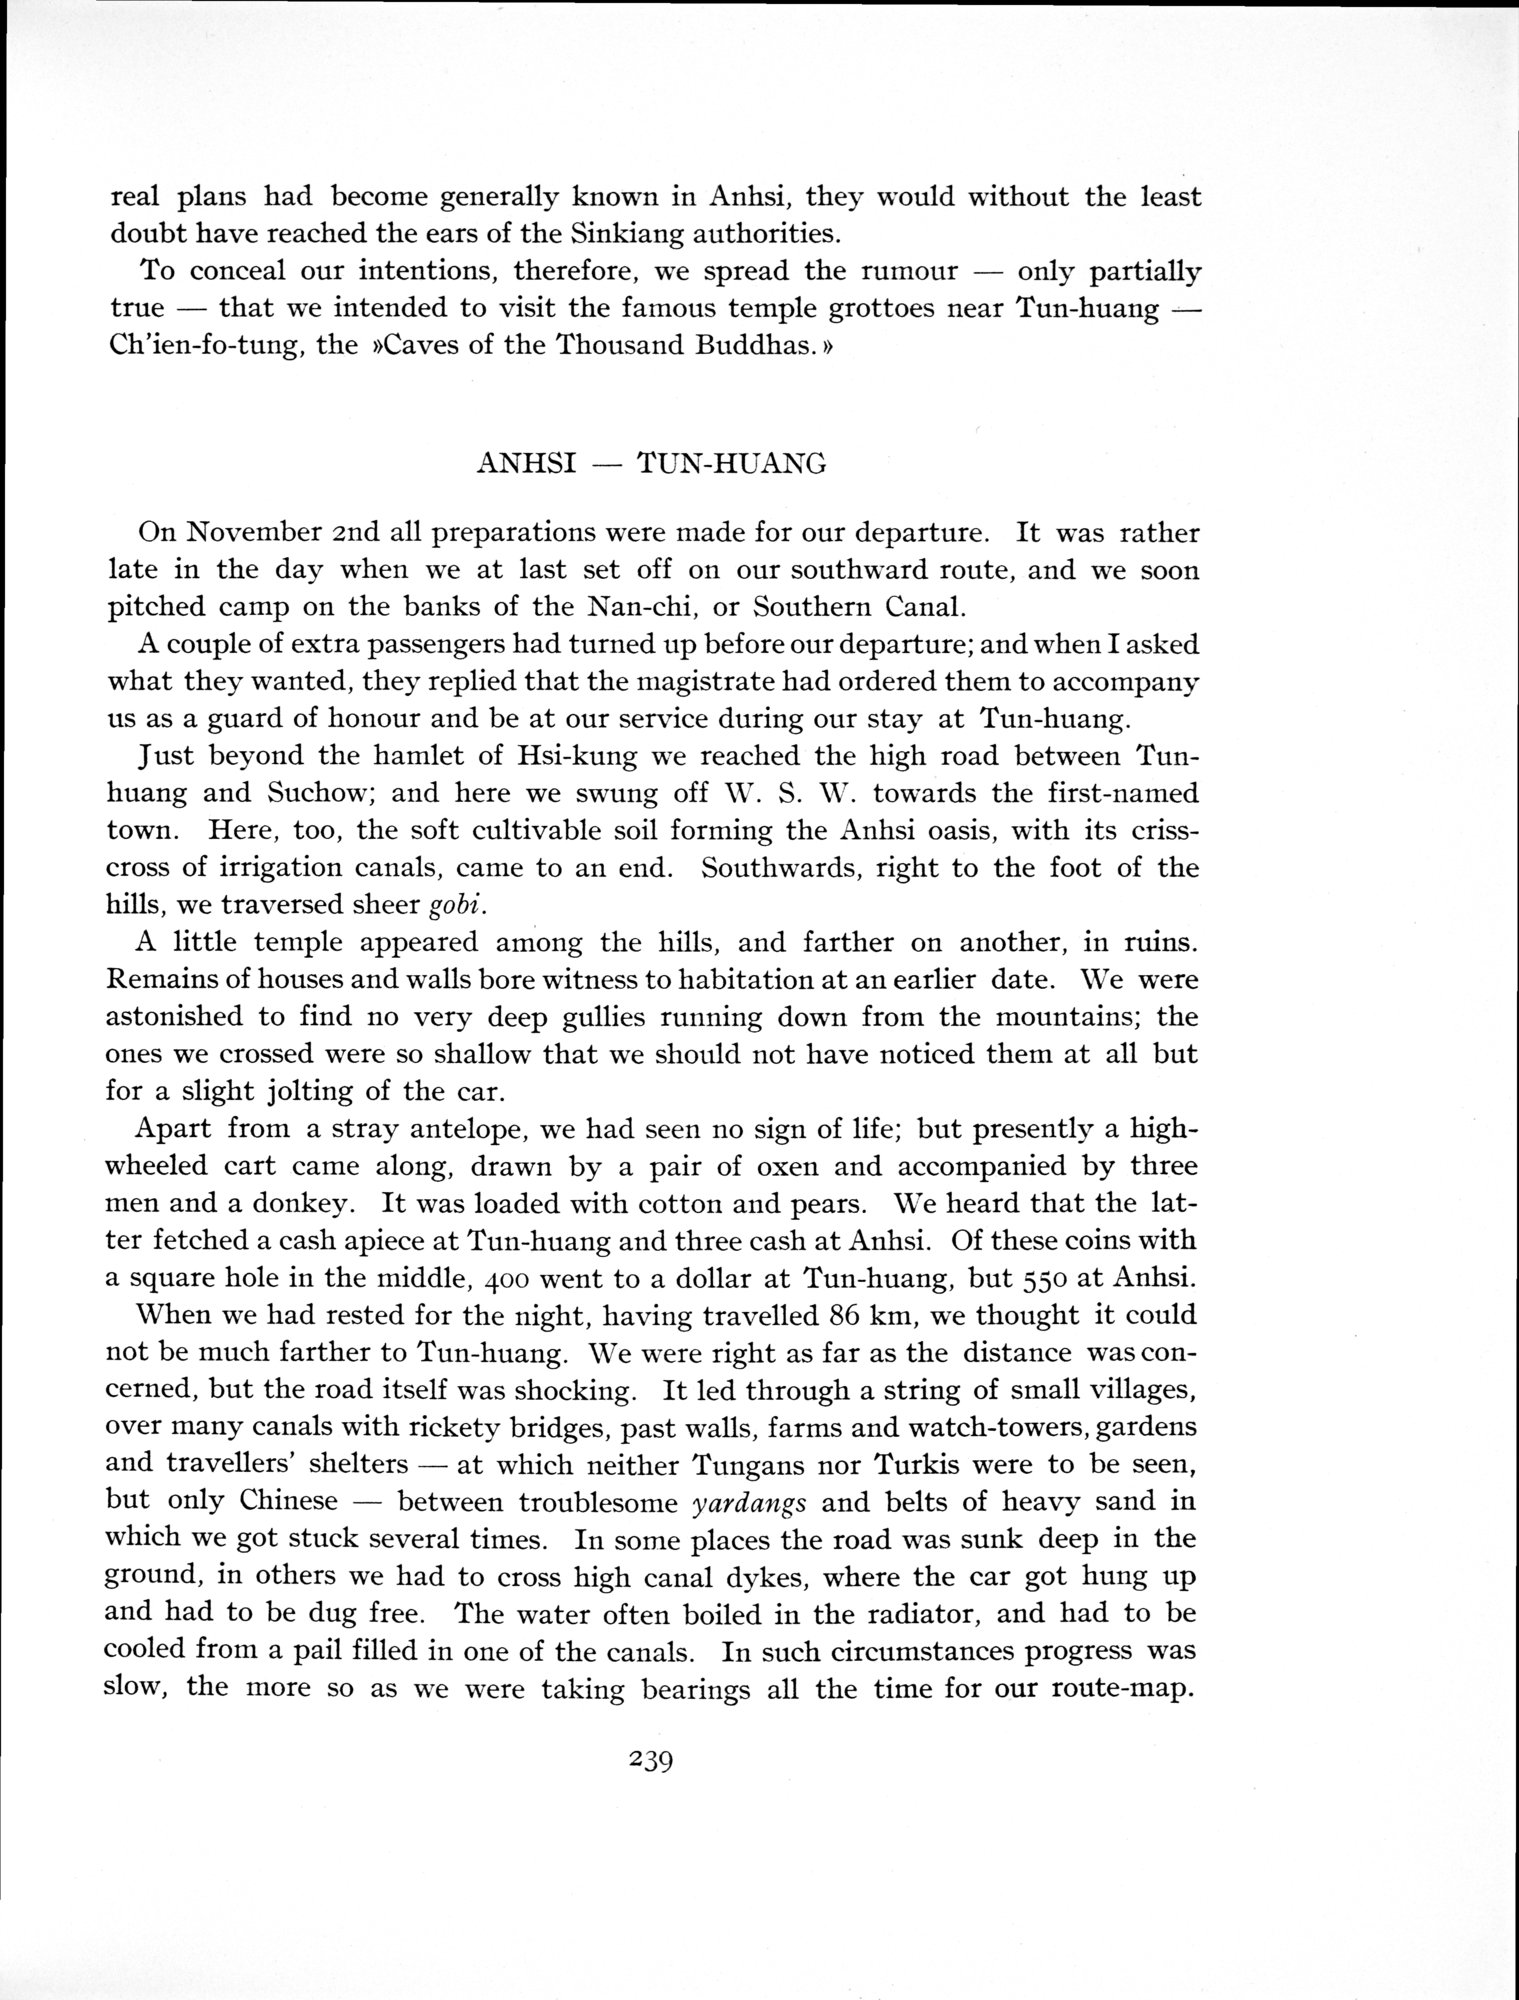 real plans had become generally known in Anhsi, they would without the least
doubt have reached the ears of the Sinkiang authorities.
To conceal our intentions, therefore, we spread the rumour — only partially
true — that we intended to visit the famous temple grottoes near Tun-huang —
Ch'ien-fo-tung, the »Caves of the Thousand Buddhas.»
ANHSI — TUN-HUANG
On November 2nd all preparations were made for our departure. It was rather
late in the day when we at last set off on our southward route, and we soon
pitched camp on the banks of the Nan-chi, or Southern Canal.
A couple of extra passengers had turned up before our departure; and when I asked
what they wanted, they replied that the magistrate had ordered them to accompany
us as a guard of honour and be at our service during our stay at Tun-huang.
Just beyond the hamlet of Hsi-kung we reached the high road between Tun-
huang and Suchow; and here we swung off W. S. W. towards the first-named
town. Here, too, the soft cultivable soil forming the Anhsi oasis, with its criss-
cross of irrigation canals, came to an end. Southwards, right to the foot of the
hills, we traversed sheer gobi.
A little temple appeared among the hills, and farther on another, in ruins.
Remains of houses and walls bore witness to habitation at an earlier date. We were
astonished to find no very deep gullies running down from the mountains; the
ones we crossed were so shallow that we should not have noticed them at all but
for a slight jolting of the car.
Apart from a stray antelope, we had seen no sign of life; but presently a high-
wheeled cart came along, drawn by a pair of oxen and accompanied by three
men and a donkey. It was loaded with cotton and pears. We heard that the lat-
ter fetched a cash apiece at Tun-huang and three cash at Anhsi. Of these coins with
a square hole in the middle, 400 went to a dollar at Tun-huang, but 550 at Anhsi.
When we had rested for the night, having travelled 86 km, we thought it could
not be much farther to Tun-huang. We were right as far as the distance was con-
cerned, but the road itself was shocking. It led through a string of small villages,
over many canals with rickety bridges, past walls, farms and watch-towers, gardens
and travellers' shelters — at which neither Tungans nor Turkis were to be seen,
but only Chinese — between troublesome yardangs and belts of heavy sand in
which we got stuck several times. In some places the road was sunk deep in the
ground, in others we had to cross high canal dykes, where the car got hung up
and had to be dug free. The water often boiled in the radiator, and had to be
cooled from a pail filled in one of the canals. In such circumstances progress was
slow, the more so as we were taking bearings all the time for our route-map.
239